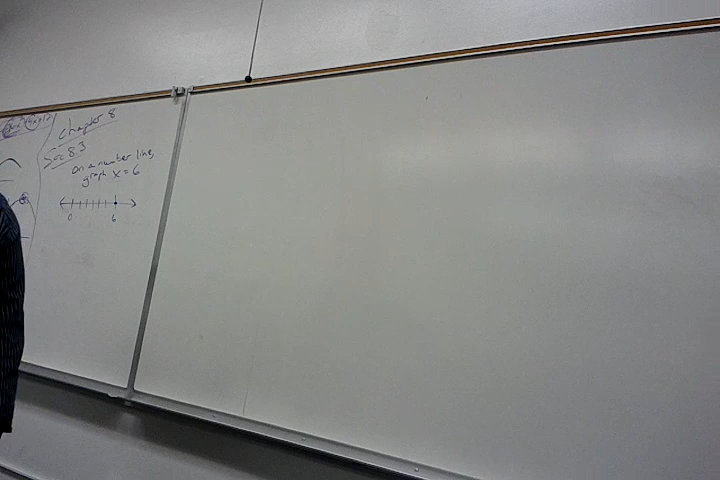 Chapter 8
Sec 8.3
on a number line,
graph x = 6
0 6